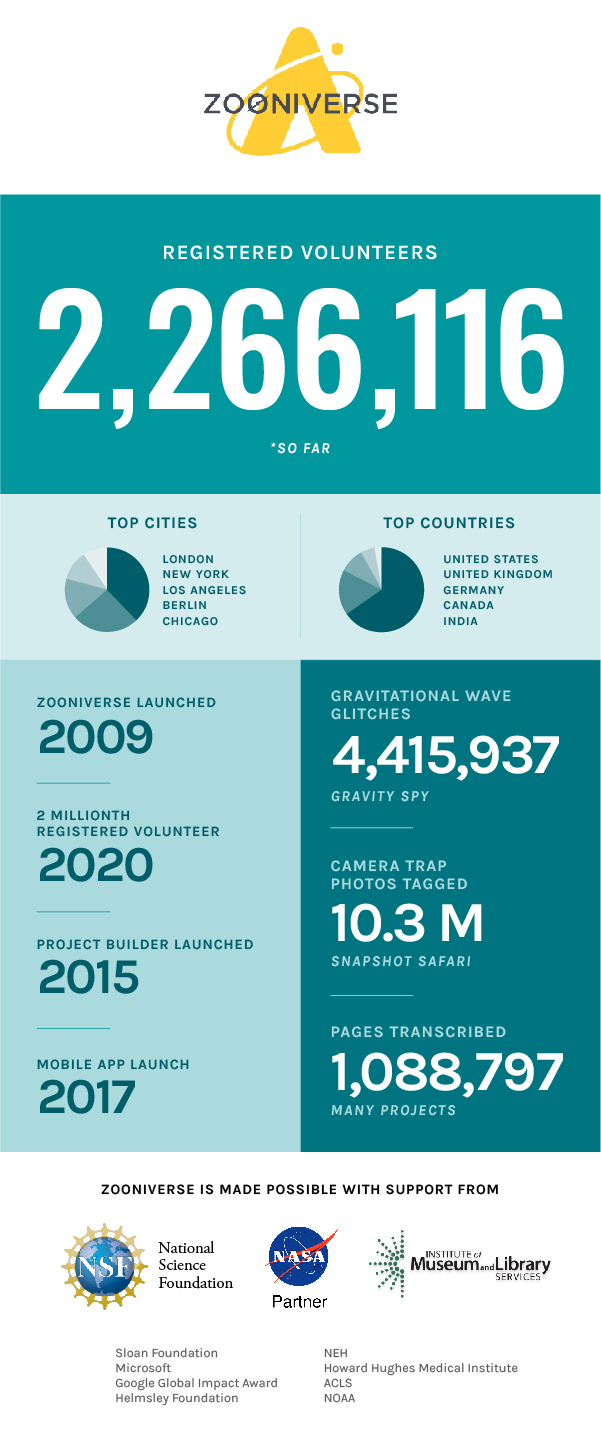 ZOONIVERSE
REGISTERED VOLUNTEERS
2,266,116
*SO FAR
TOP CITIES
LONDON
NEW YORK
LOS ANGELES
BERLIN
CHICAGO
TOP COUNTRIES
UNITED STATES
UNITED KINGDOM
GERMANY
CANADA
INDIA
ZOONIVERSE LAUNCHED
2009
2 MILLIONTH
REGISTERED VOLUNTEER
2020
PROJECT BUILDER LAUNCHED
2015
MOBILE APP LAUNCH
2017
GRAVITATIONAL WAVE
GLITCHES
4,415,937
GRAVITY SPY
CAMERA TRAP
PHOTOS TAGGED
10.3 M
SNAPSHOT SAFARI
PAGES TRANSCRIBED
1,088,797
MANY PROJECTS
ZOONIVERSE IS MADE POSSIBLE WITH SUPPORT FROM
NSF
National
Science
Foundation
NASA
Partner
INSTITUTE of
Museum and Library
SERVICES
Sloan Foundation
Microsoft
Google Global Impact Award
Helmsley Foundation
NEH
Howard Hughes Medical Institute
ACLS
NOAA